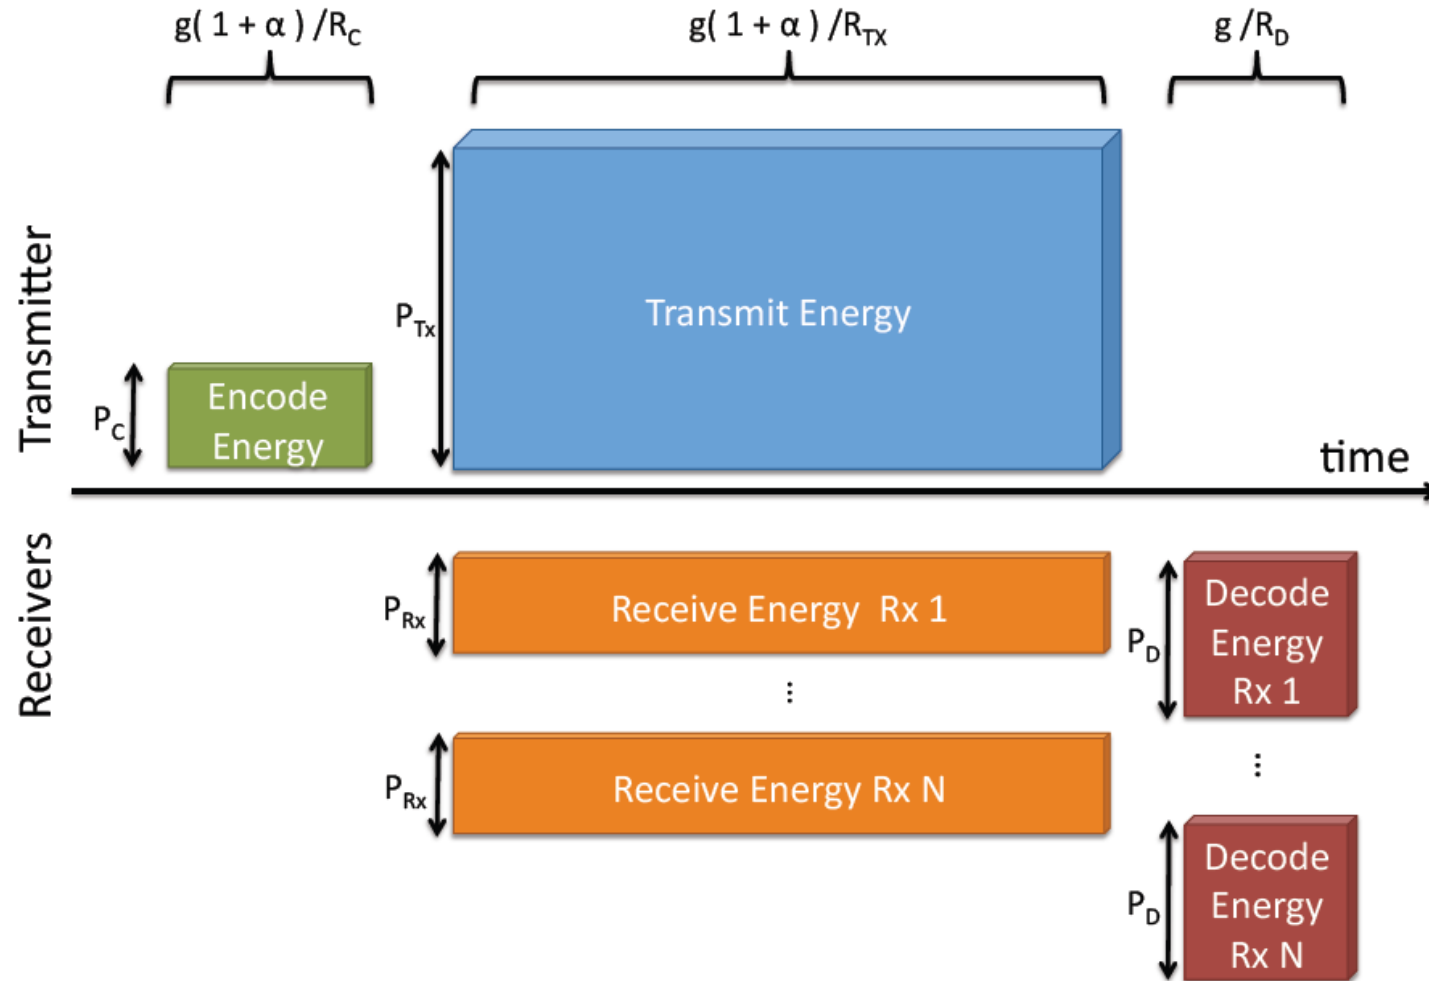 g( 1 + α ) /R_C
g( 1 + α ) /R_TX
g /R_D
Transmitter
P_Tx
Transmit Energy
P_C
Encode
Energy
time
Receivers
P_Rx
Receive Energy Rx 1
P_D
Decode
Energy
Rx 1
...
...
P_Rx
Receive Energy Rx N
P_D
Decode
Energy
Rx N